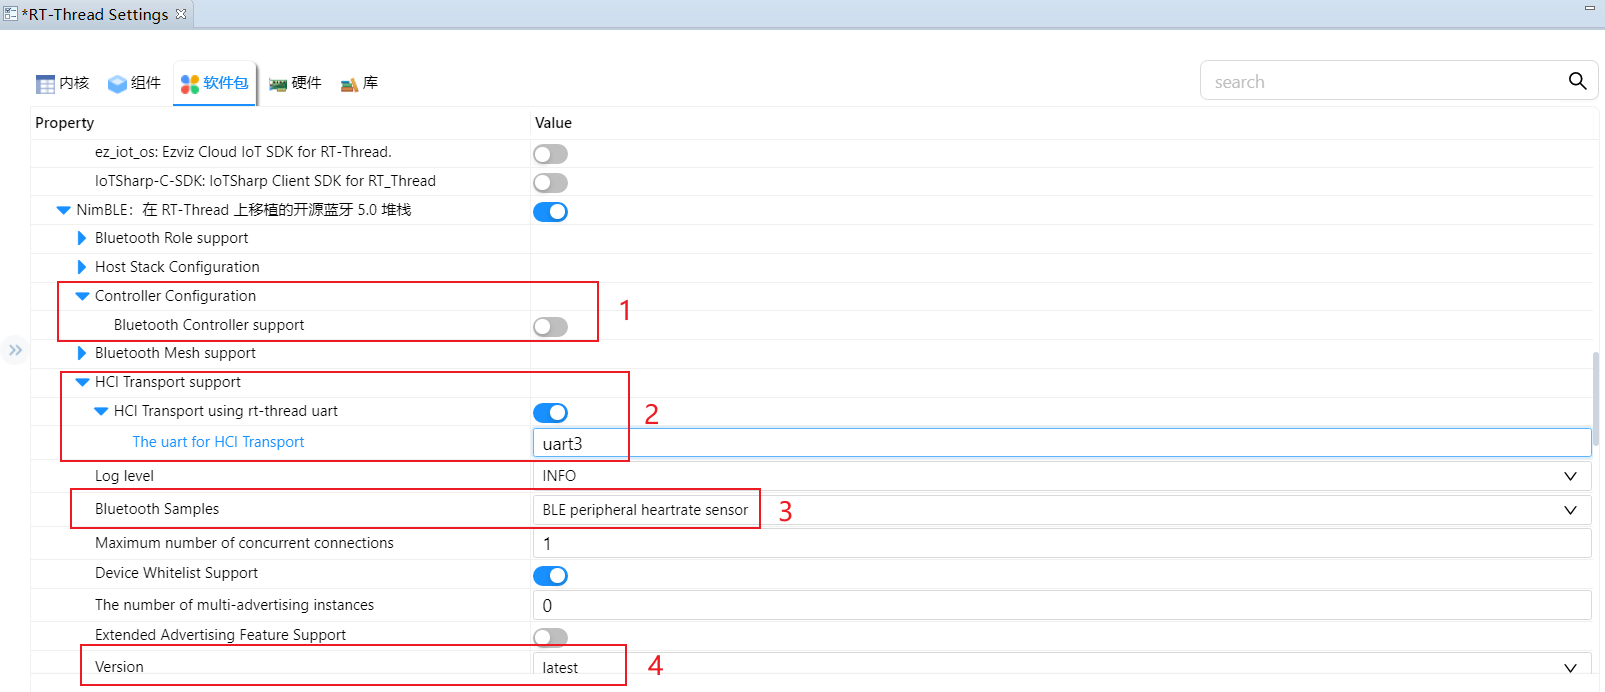 *RT-Thread Settings
内核 组件 软件包 硬件 库 search
Property Value
ez_iot_os: Ezviz Cloud IoT SDK for RT-Thread.
IoTSharp-C-SDK: IoTSharp Client SDK for RT_Thread
NimBLE：在 RT-Thread 上移植的开源蓝牙 5.0 堆栈
Bluetooth Role support
Host Stack Configuration
Controller Configuration
1
Bluetooth Controller support
Bluetooth Mesh support
HCI Transport support
HCI Transport using rt-thread uart 2
The uart for HCI Transport uart3
Log level INFO
Bluetooth Samples BLE peripheral heartrate sensor 3
Maximum number of concurrent connections 1
Device Whitelist Support
The number of multi-advertising instances 0
Extended Advertising Feature Support
Version latest 4